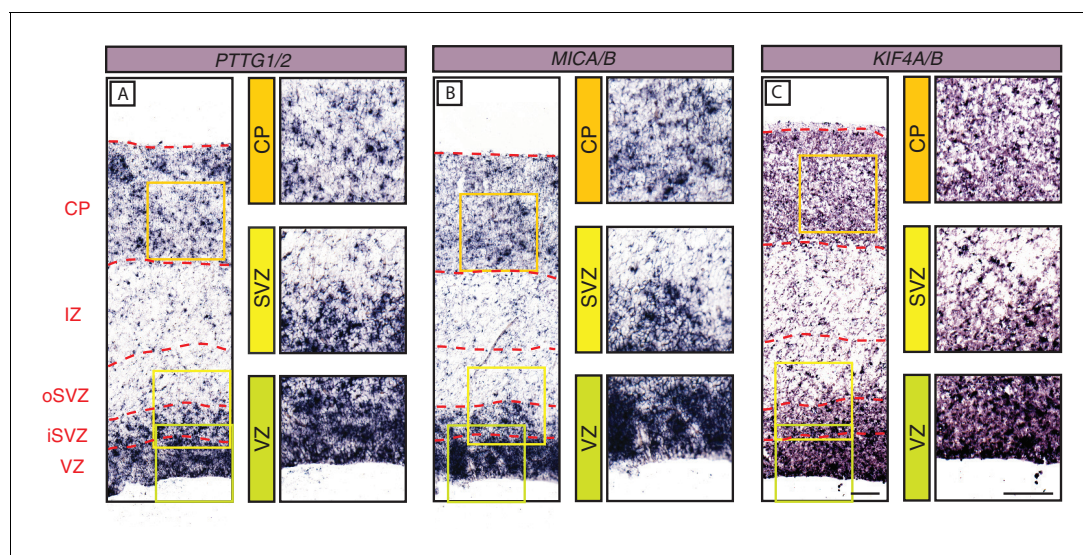 PTTG1/2
MICA/B
KIF4A/B
A
B
C
CP
CP
CP
CP
SVZ
SVZ
SVZ
IZ
oSVZ
iSVZ
VZ
VZ
VZ
VZ